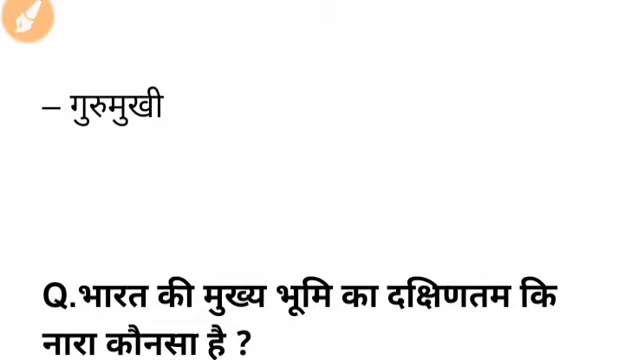 – गुरुमुखी
Q.भारत की मुख्य भूमि का दक्षिणतम कि
नारा कौनसा है ?